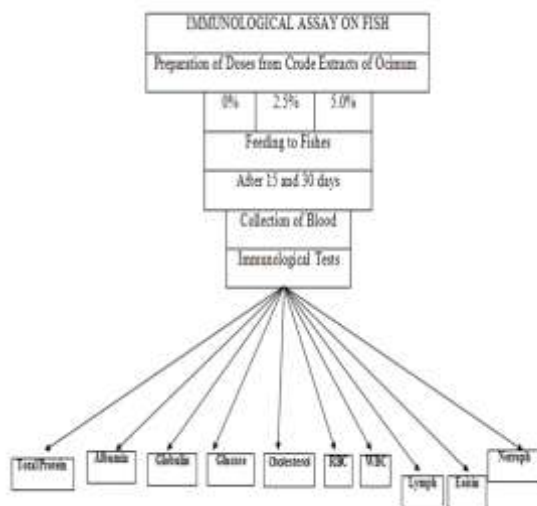 IMMUNOLOGICAL ASSAY ON FISH
Preparation of Doses from Crude Extracts of Ocimum
0% 2.5% 5.0%
Feeding to Fishes
After 15 and 30 days
Collection of Blood
Immunological Tests
Total Protein
Albumin
Globulin
Glucose
Cholesterol
RBC
WBC
Lymph
Eosin
Netroph